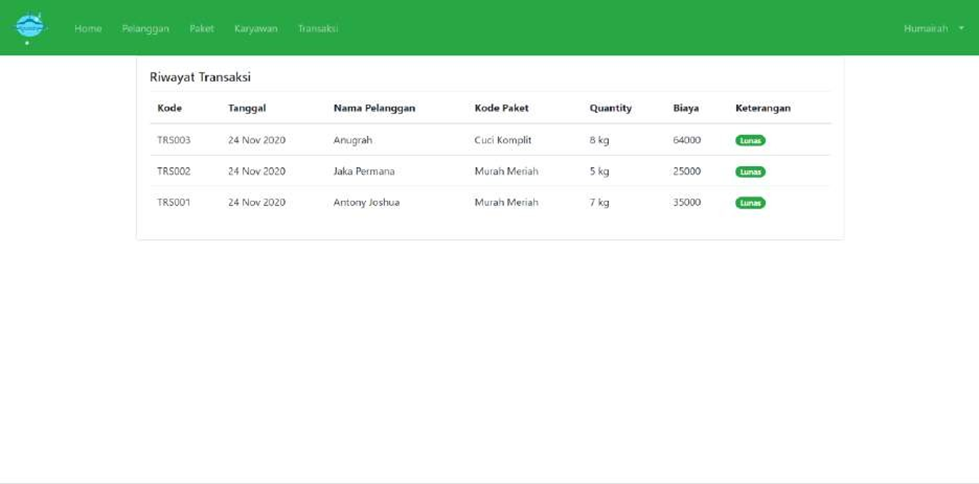 Home Pelanggan Paket Karyawan Transaksi Humairah
Riwayat Transaksi
Kode Tanggal Nama Pelanggan Kode Paket Quantity Biaya Keterangan
TRS003 24 Nov 2020 Anugrah Cuci Komplit 8 kg 64000 Lunas
TRS002 24 Nov 2020 Jaka Permana Murah Meriah 5 kg 25000 Lunas
TRS001 24 Nov 2020 Antony Joshua Murah Meriah 7 kg 35000 Lunas